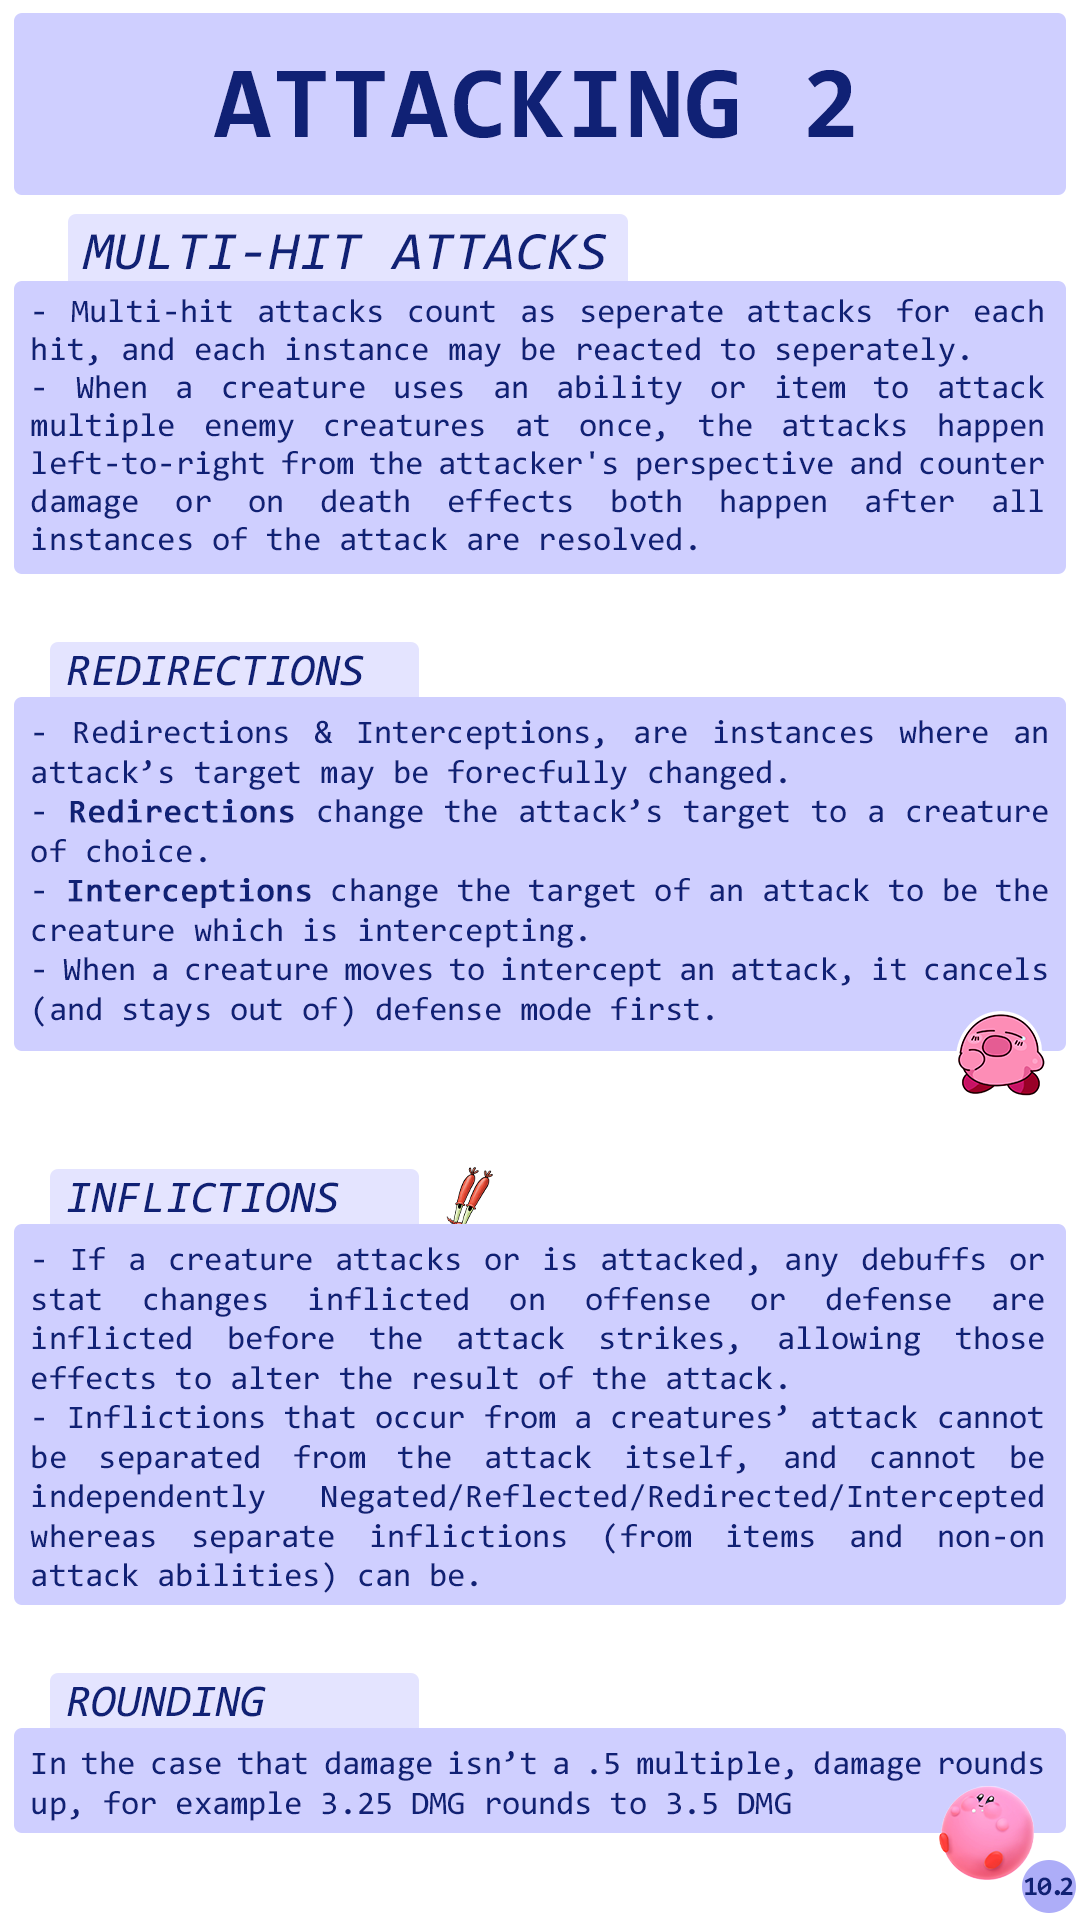 ATTACKING 2
MULTI-HIT ATTACKS
- Multi-hit attacks count as seperate attacks for each
hit, and each instance may be reacted to seperately.
- When a creature uses an ability or item to attack
multiple enemy creatures at once, the attacks happen
left-to-right from the attacker's perspective and counter
damage or on death effects both happen after all
instances of the attack are resolved.
REDIRECTIONS
- Redirections & Interceptions, are instances where an
attack’s target may be forecfully changed.
- Redirections change the attack’s target to a creature
of choice.
- Interceptions change the target of an attack to be the
creature which is intercepting.
- When a creature moves to intercept an attack, it cancels
(and stays out of) defense mode first.
INFLICTIONS
- If a creature attacks or is attacked, any debuffs or
stat changes inflicted on offense or defense are
inflicted before the attack strikes, allowing those
effects to alter the result of the attack.
- Inflictions that occur from a creatures’ attack cannot
be separated from the attack itself, and cannot be
independently Negated/Reflected/Redirected/Intercepted
whereas separate inflictions (from items and non-on
attack abilities) can be.
ROUNDING
In the case that damage isn’t a .5 multiple, damage rounds
up, for example 3.25 DMG rounds to 3.5 DMG
10.2